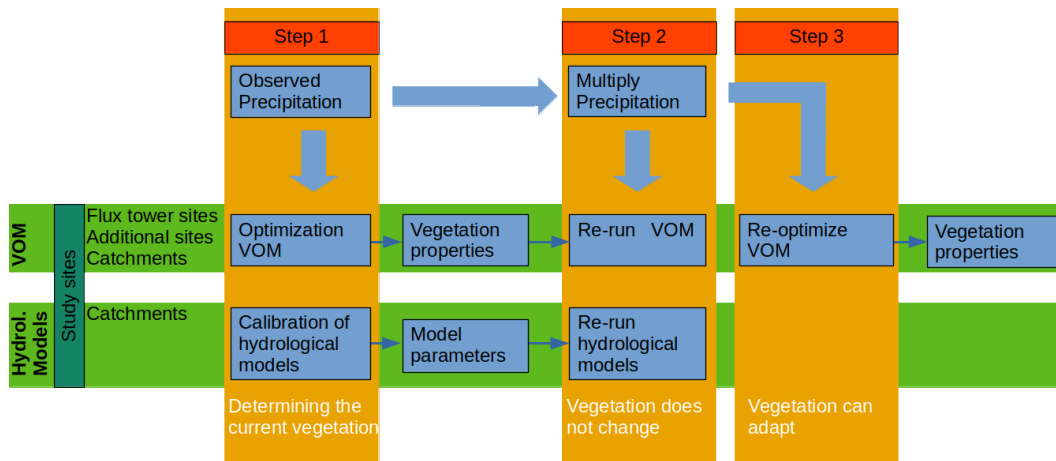 Step 1
Step 2
Step 3
Observed
Precipitation
Multiply
Precipitation
VOM
Study sites
Flux tower sites
Additional sites
Catchments
Optimization
VOM
Vegetation
properties
Re-run VOM
Re-optimize
VOM
Vegetation
properties
Hydrol.
Models
Catchments
Calibration of
hydrological
models
Model
parameters
Re-run
hydrological
models
Determining the
current vegetation
Vegetation does
not change
Vegetation can
adapt